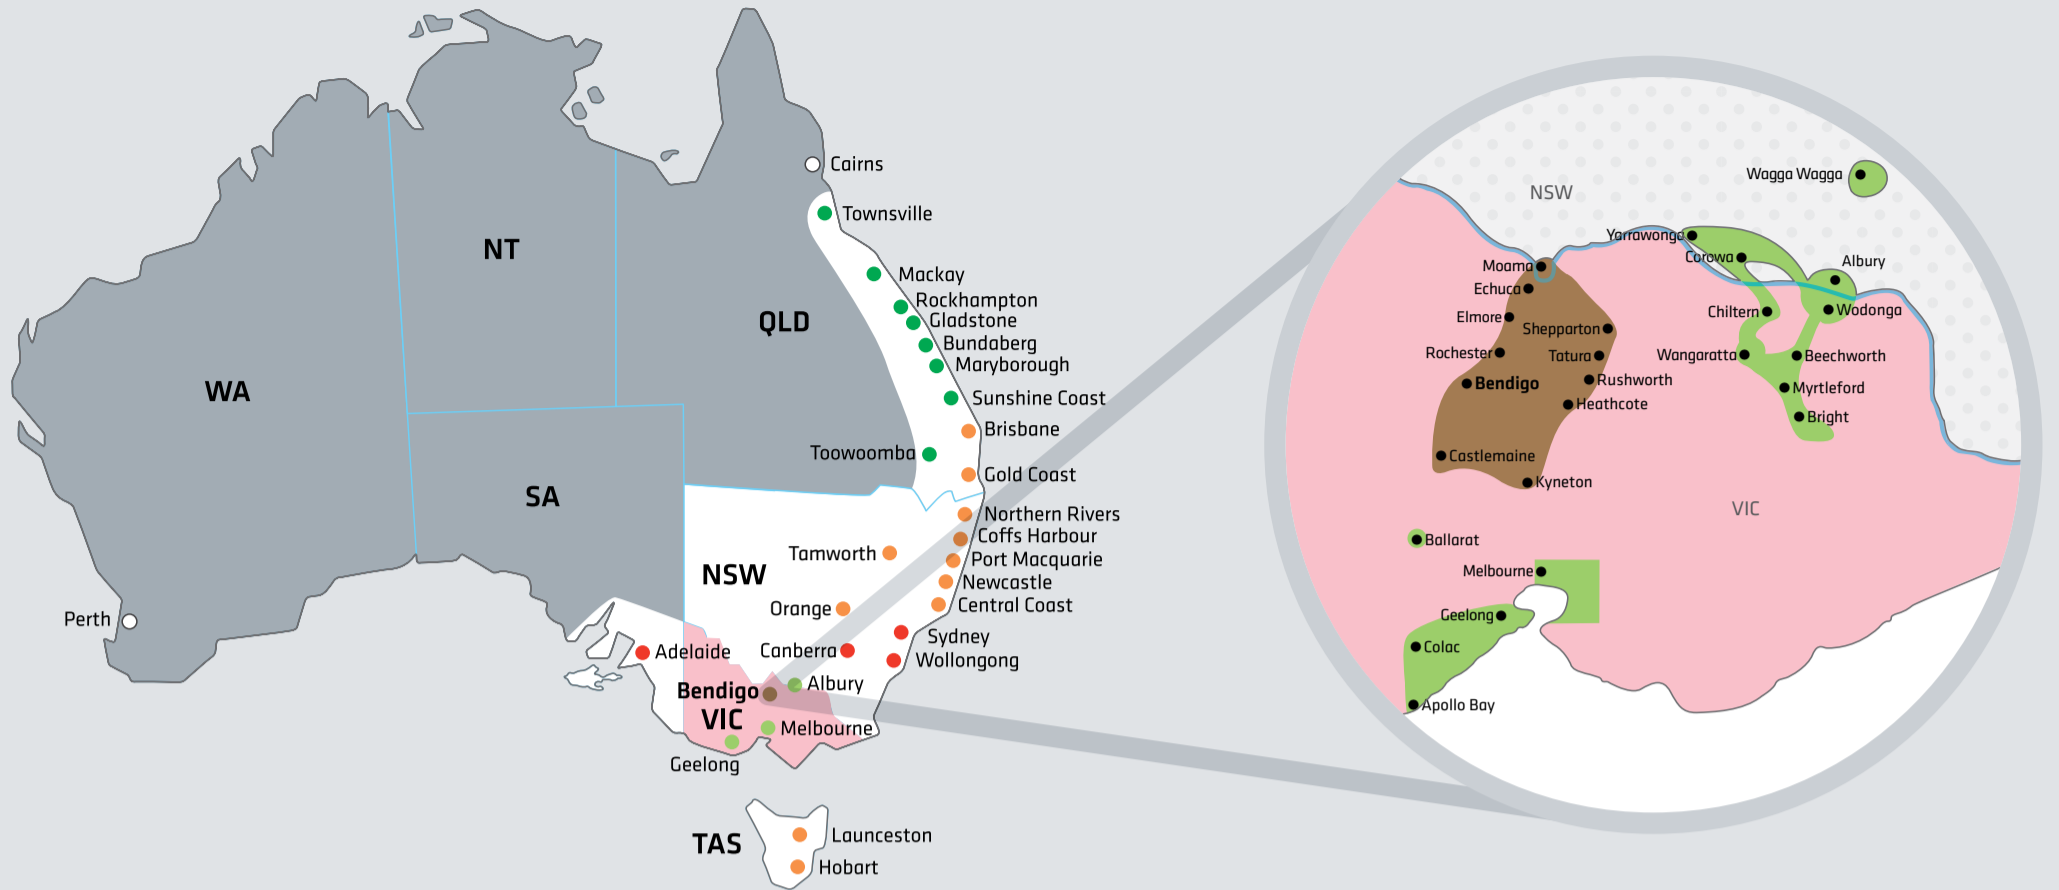 Cairns
Townsville
NT
Mackay
Rockhampton
Gladstone
QLD
Bundaberg
Maryborough
WA
Sunshine Coast
Brisbane
Toowoomba
Gold Coast
SA
Northern Rivers
Coffs Harbour
Tamworth
Port Macquarie
NSW
Newcastle
Orange
Central Coast
Perth
Sydney
Adelaide
Canberra
Wollongong
Bendigo
Albury
VIC
Melbourne
Geelong
TAS
Launceston
Hobart
Wagga Wagga
NSW
Yarrawonga
Corowa
Albury
Moama
Echuca
Elmore
Shepparton
Chiltern
Wodonga
Rochester
Tatura
Wangaratta
Beechworth
Bendigo
Rushworth
Myrtleford
Heathcote
Bright
Castlemaine
Kyneton
VIC
Ballarat
Melbourne
Geelong
Colac
Apollo Bay